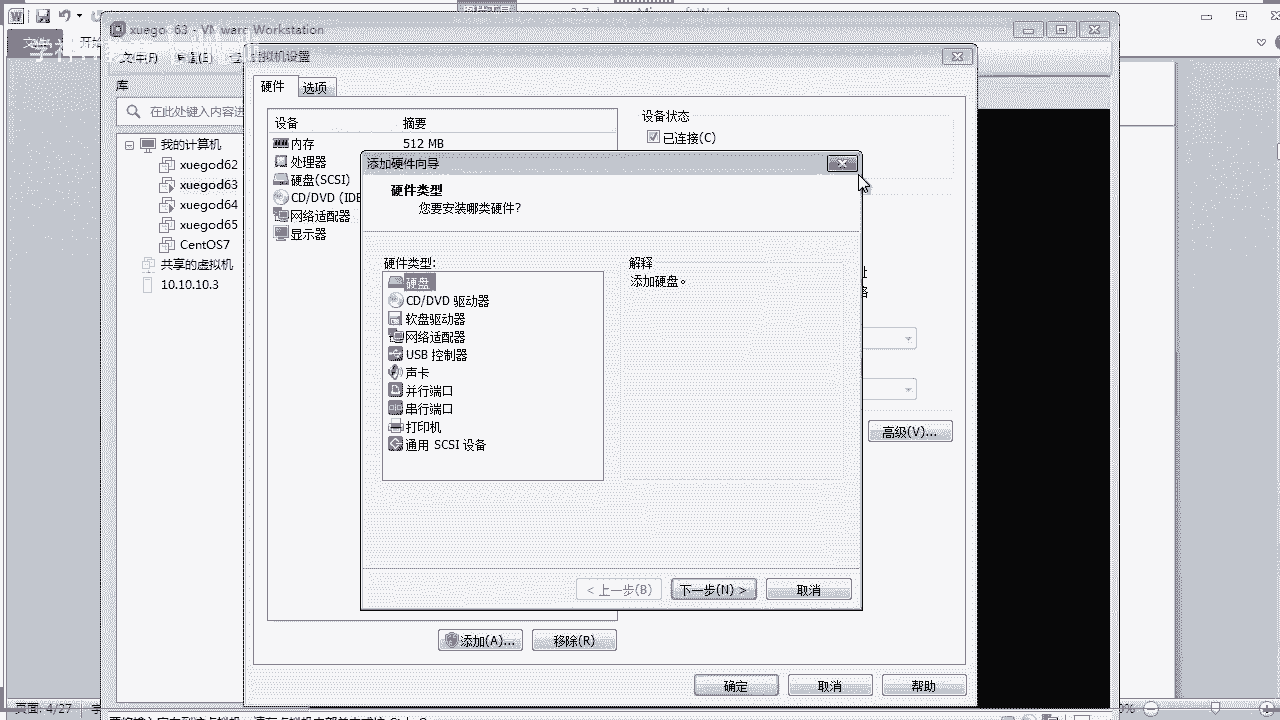 xuegod63 - VMware Workstation
文件(F)
虚拟机设置
库
在此处键入内容进
我的计算机
xuegod62
xuegod63
xuegod64
xuegod65
CentOS7
共享的虚拟机
10.10.10.3
硬件
选项
设备
摘要
内存
512 MB
处理器
硬盘(SCSI)
CD/DVD (IDE
网络适配器
显示器
设备状态
已连接(C)
添加硬件向导
硬件类型
您要安装哪类硬件?
硬件类型:
硬盘
CD/DVD 驱动器
软盘驱动器
网络适配器
USB 控制器
声卡
并行端口
串行端口
打印机
通用 SCSI 设备
解释
添加硬盘。
< 上一步(B)
下一步(N) >
取消
高级(V)...
添加(A)...
移除(R)
确定
取消
帮助
页面: 4/27